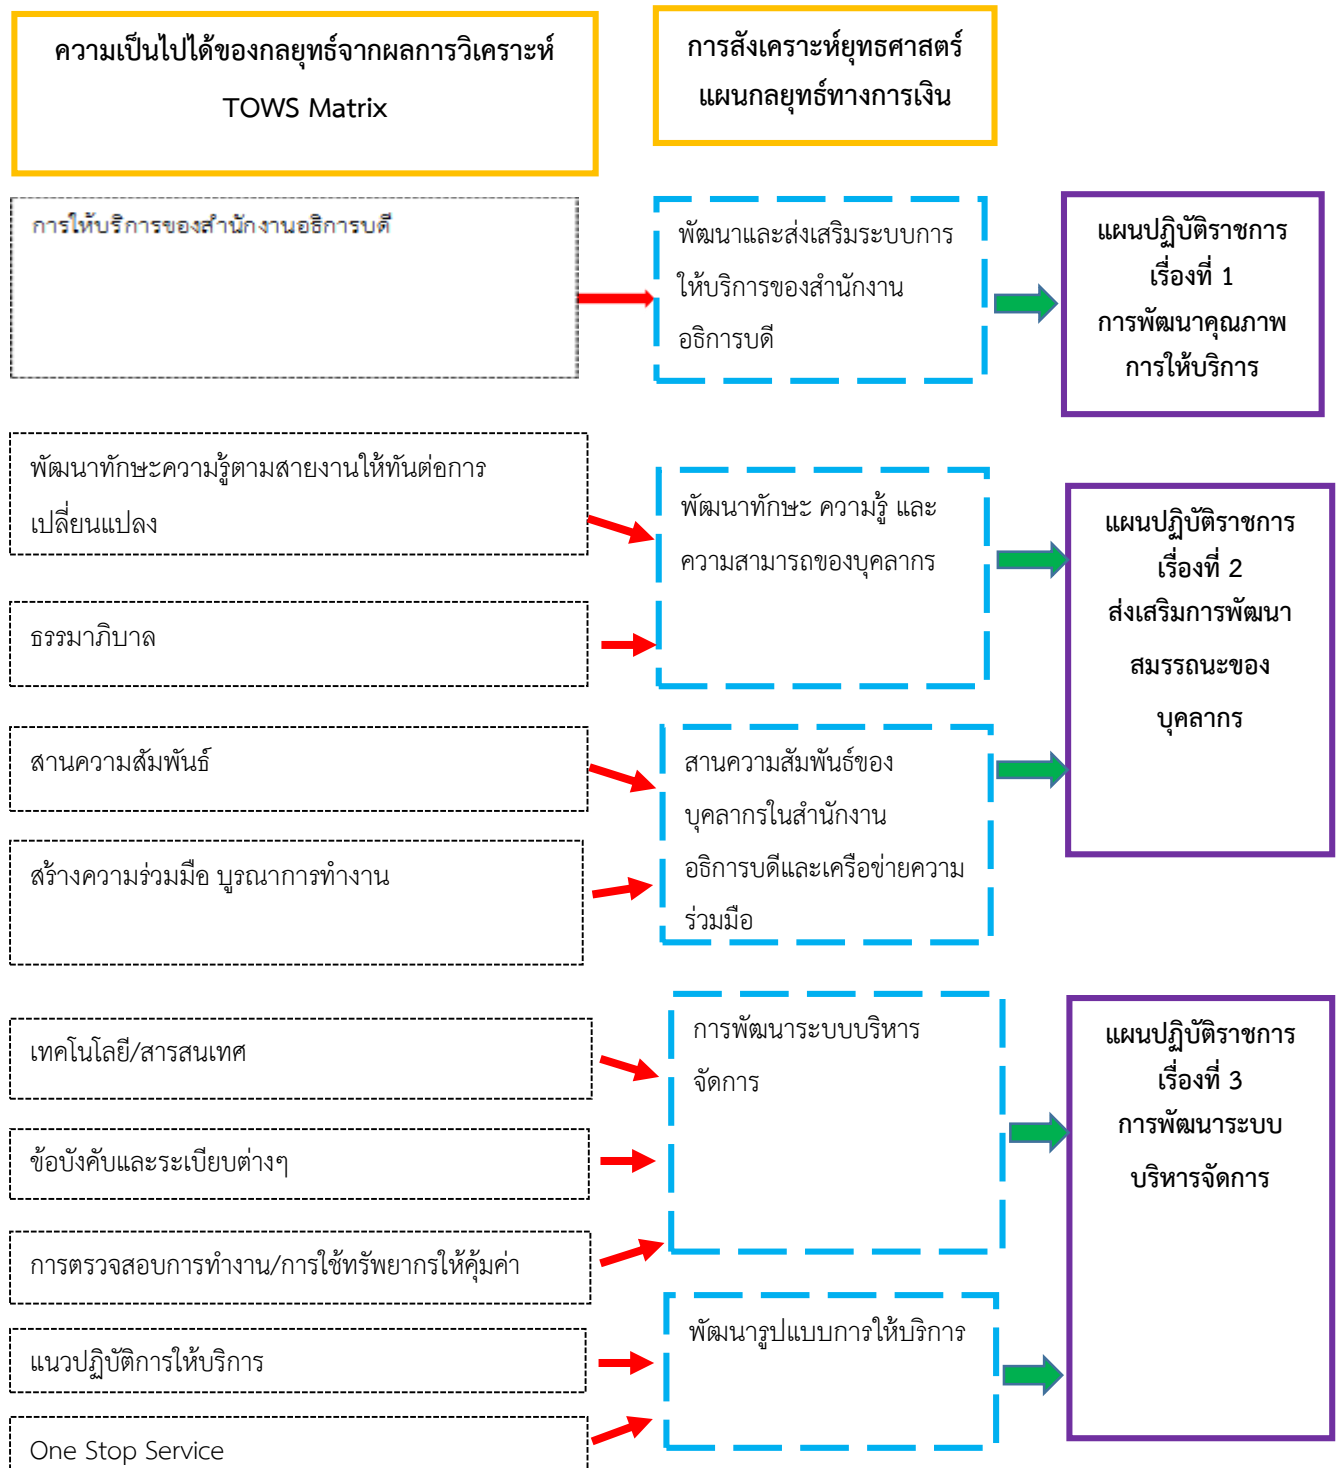 ความเป็นไปได้ของกลยุทธ์จากผลการวิเคราะห์
TOWS Matrix
การสังเคราะห์ยุทธศาสตร์
แผนกลยุทธ์ทางการเงิน
การให้บริการของสำนักงานอธิการบดี
พัฒนาและส่งเสริมระบบการ
ให้บริการของสำนักงาน
อธิการบดี
แผนปฏิบัติราชการ
เรื่องที่ 1
การพัฒนาคุณภาพ
การให้บริการ
พัฒนาทักษะความรู้ตามสายงานให้ทันต่อการ
เปลี่ยนแปลง
ธรรมาภิบาล
พัฒนาทักษะ ความรู้ และ
ความสามารถของบุคลากร
แผนปฏิบัติราชการ
เรื่องที่ 2
ส่งเสริมการพัฒนา
สมรรถนะของ
บุคลากร
สานความสัมพันธ์
สร้างความร่วมมือ บูรณาการทำงาน
สานความสัมพันธ์ของ
บุคลากรในสำนักงาน
อธิการบดีและเครือข่ายความ
ร่วมมือ
เทคโนโลยี/สารสนเทศ
ข้อบังคับและระเบียบต่างๆ
การตรวจสอบการทำงาน/การใช้ทรัพยากรให้คุ้มค่า
การพัฒนาระบบบริหาร
จัดการ
แผนปฏิบัติราชการ
เรื่องที่ 3
การพัฒนาระบบ
บริหารจัดการ
แนวปฏิบัติการให้บริการ
One Stop Service
พัฒนารูปแบบการให้บริการ